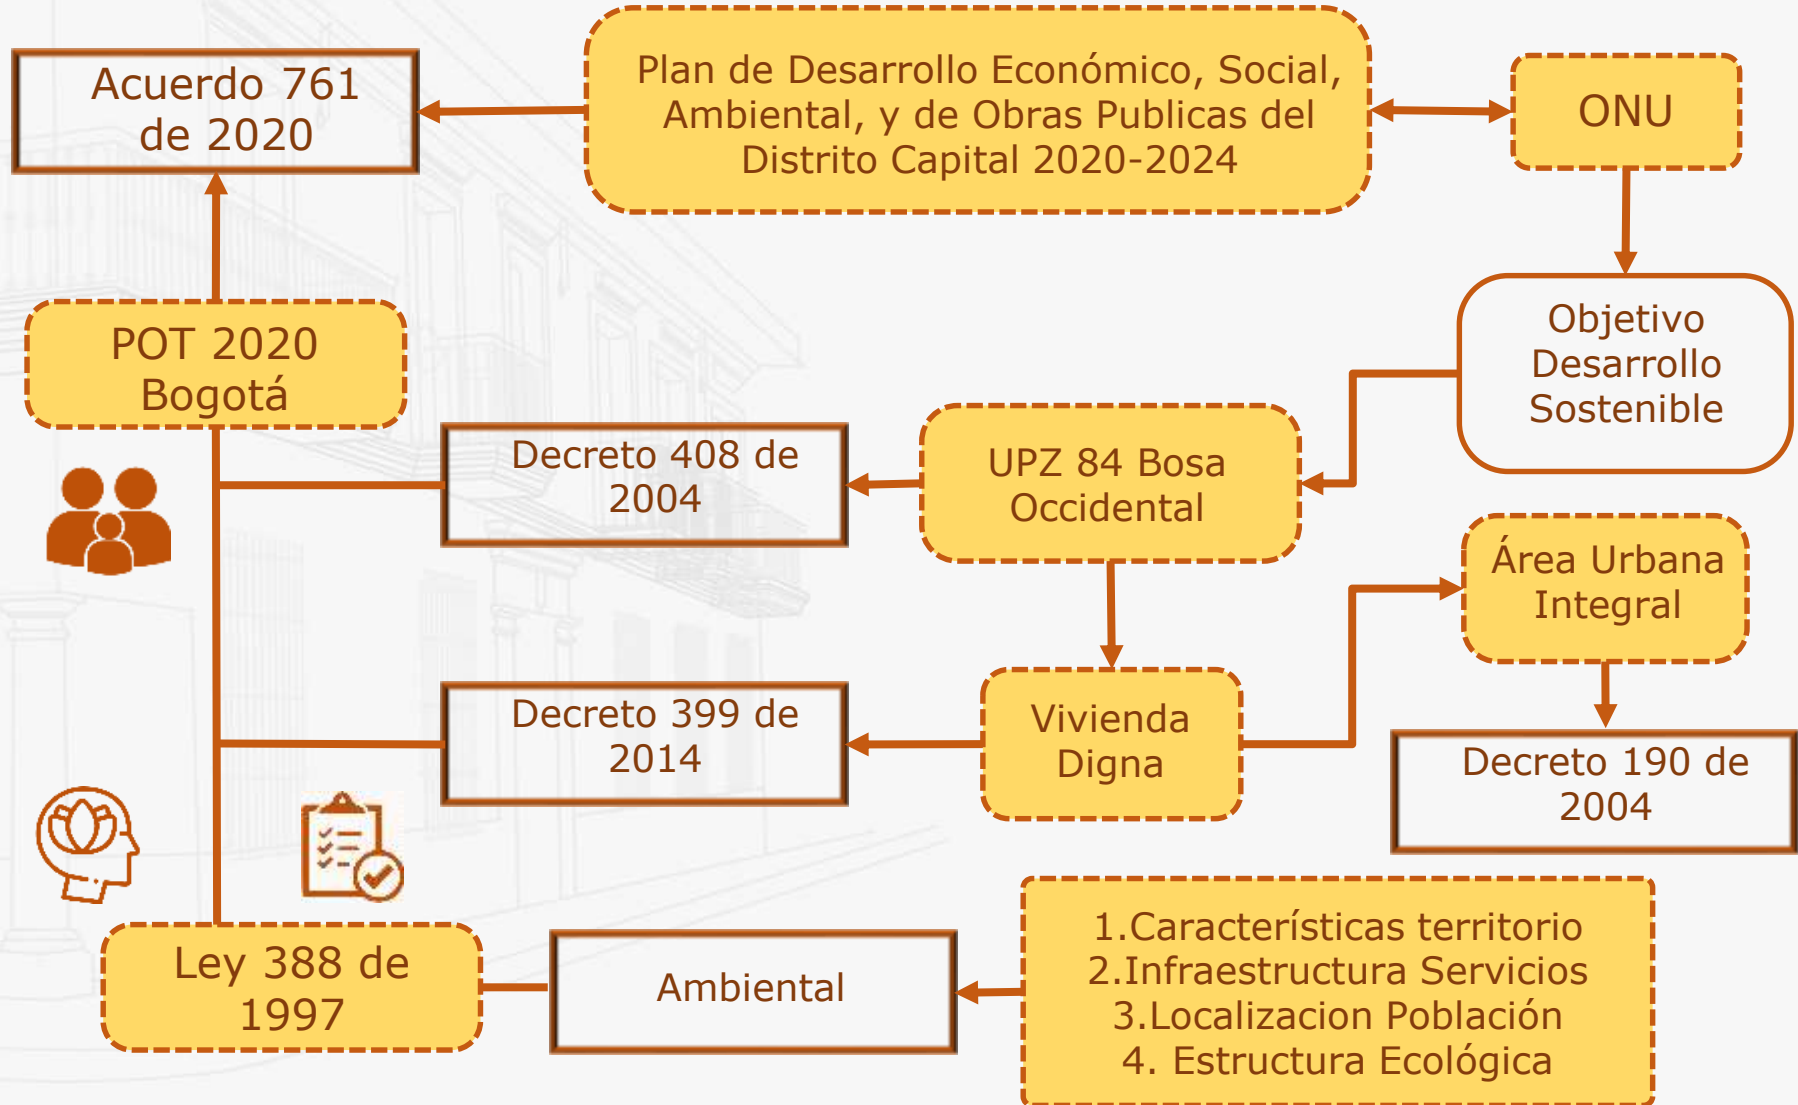 Acuerdo 761
de 2020
Plan de Desarrollo Económico, Social,
Ambiental, y de Obras Publicas del
Distrito Capital 2020-2024
ONU
POT 2020
Bogotá
Objetivo
Desarrollo
Sostenible
Decreto 408 de
2004
UPZ 84 Bosa
Occidental
Área Urbana
Integral
Decreto 399 de
2014
Vivienda
Digna
Decreto 190 de
2004
Ley 388 de
1997
Ambiental
1.Características territorio
2.Infraestructura Servicios
3.Localizacion Población
4. Estructura Ecológica